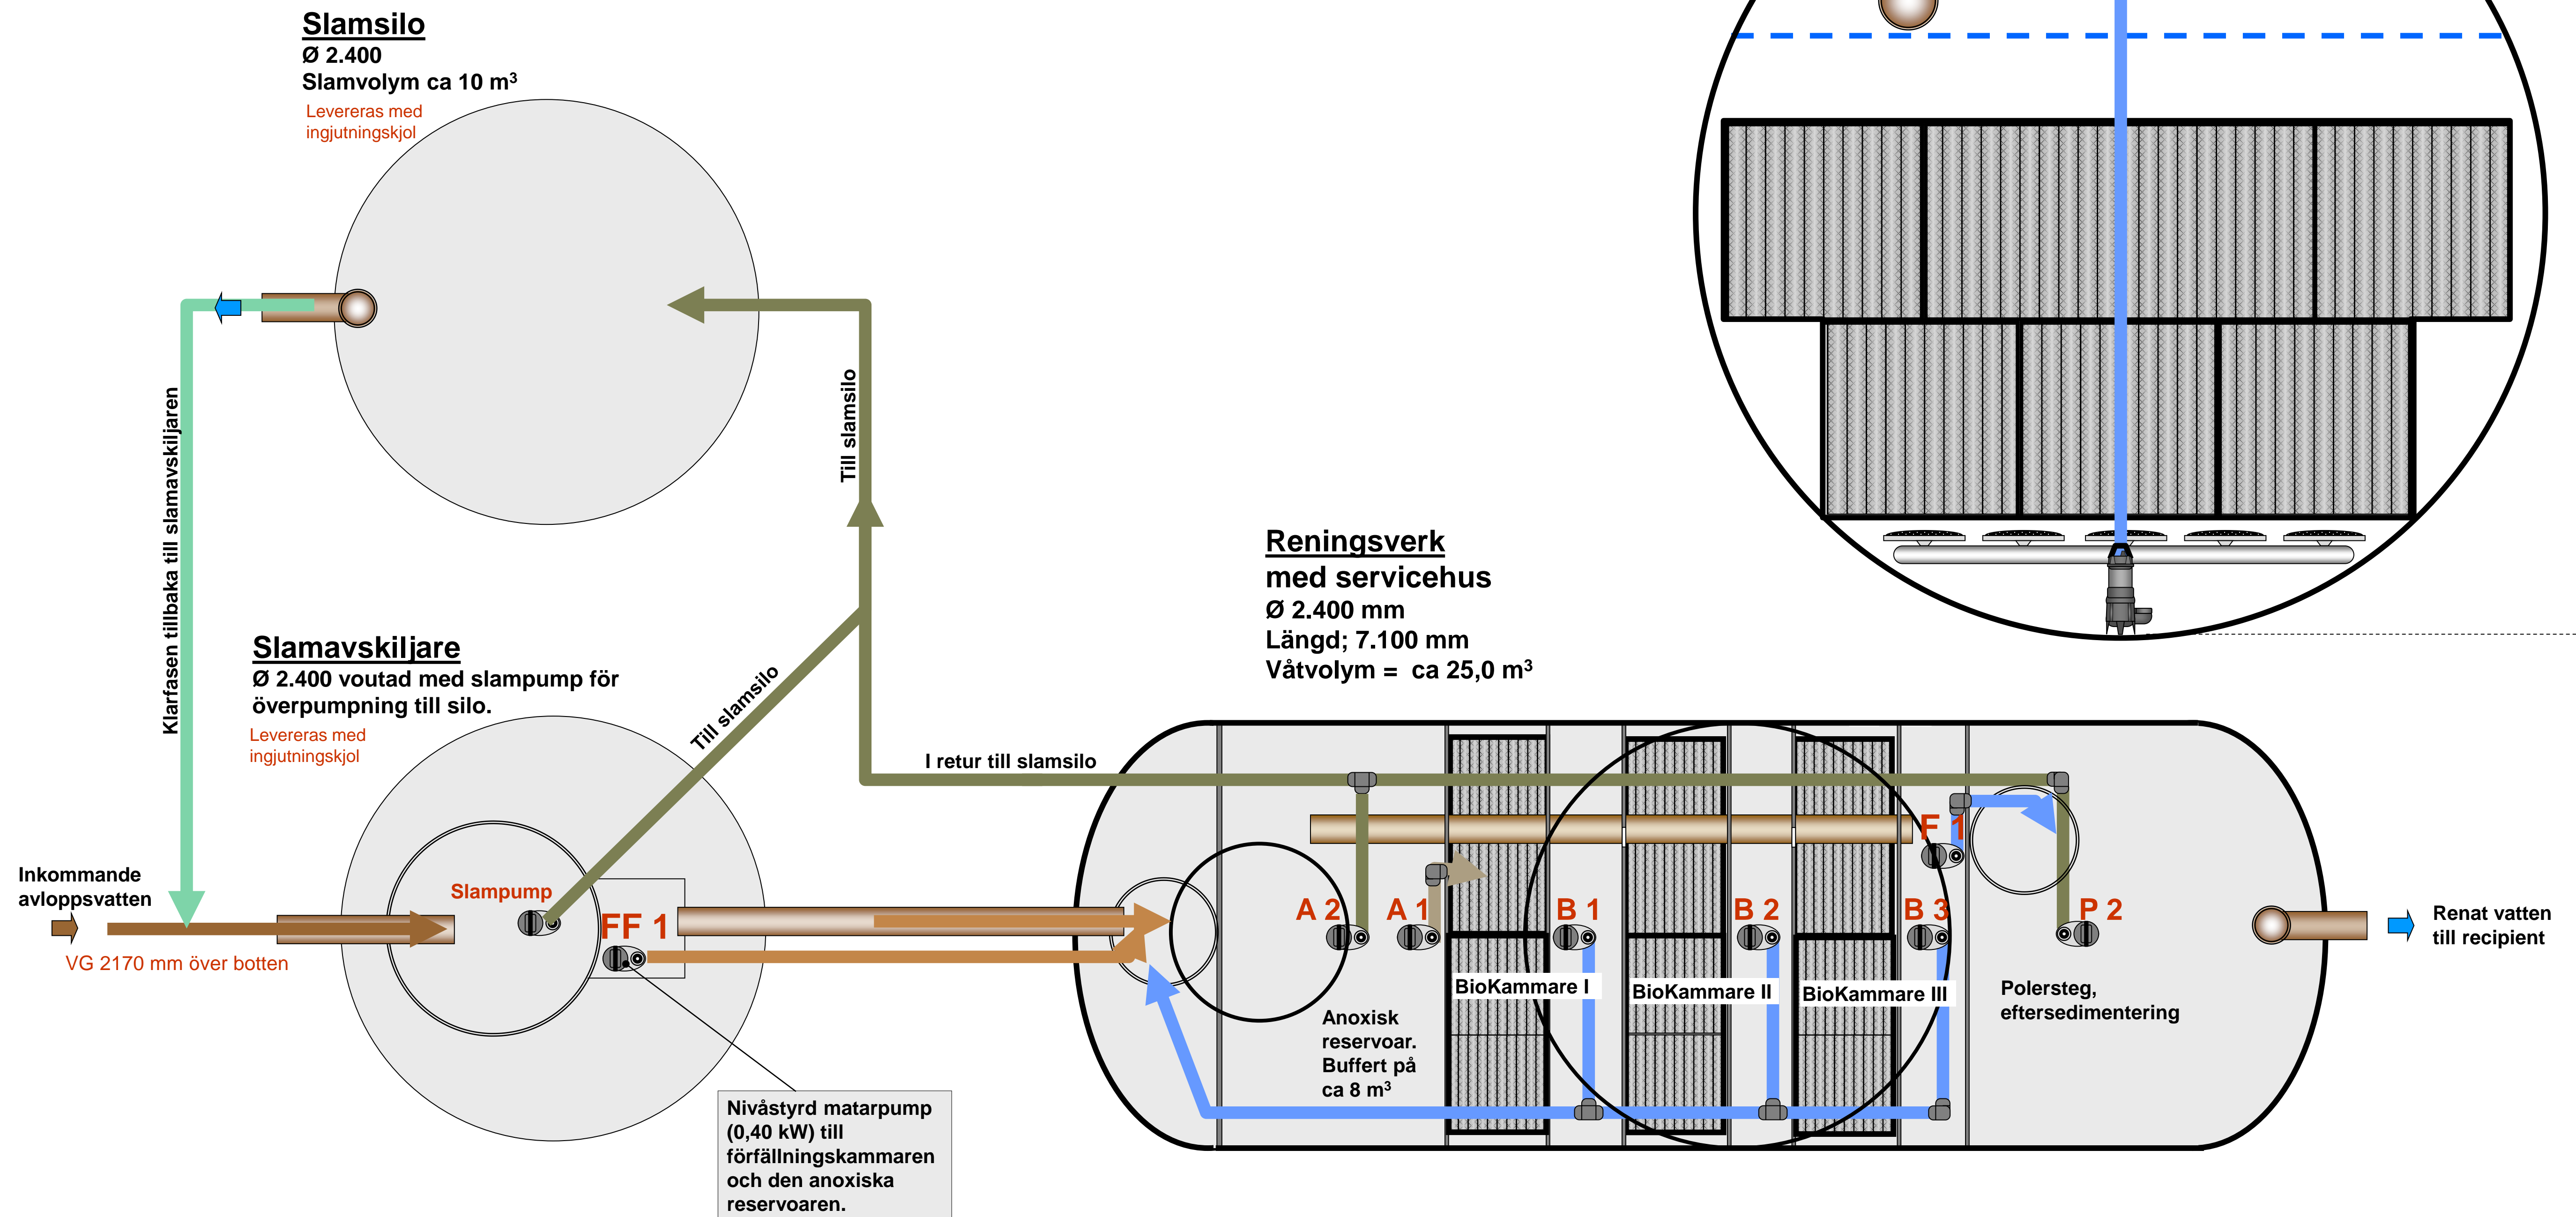 Slamsilo
Ø 2.400
Slamvolym ca 10 m³
Levereras med
ingjutningskjol
Klarfasen tillbaka till slamavskiljaren
Till slamsilo
Reningsverk
med servicehus
Ø 2.400 mm
Längd; 7.100 mm
Våtvolym = ca 25,0 m³
Slamavskiljare
Ø 2.400 voutad med slampump för
överpumpning till silo.
Levereras med
ingjutningskjol
Till slamsilo
I retur till slamsilo
Inkommande
avloppsvatten
VG 2170 mm över botten
Slampump
FF 1
A 2
A 1
B 1
B 2
B 3
F 1
P 2
BioKammare I
BioKammare II
BioKammare III
Anoxisk
reservoar.
Buffert på
ca 8 m³
Polersteg,
eftersedimentering
Renat vatten
till recipient
Nivåstyrd matarpump
(0,40 kW) till
förfällningskammaren
och den anoxiska
reservoaren.